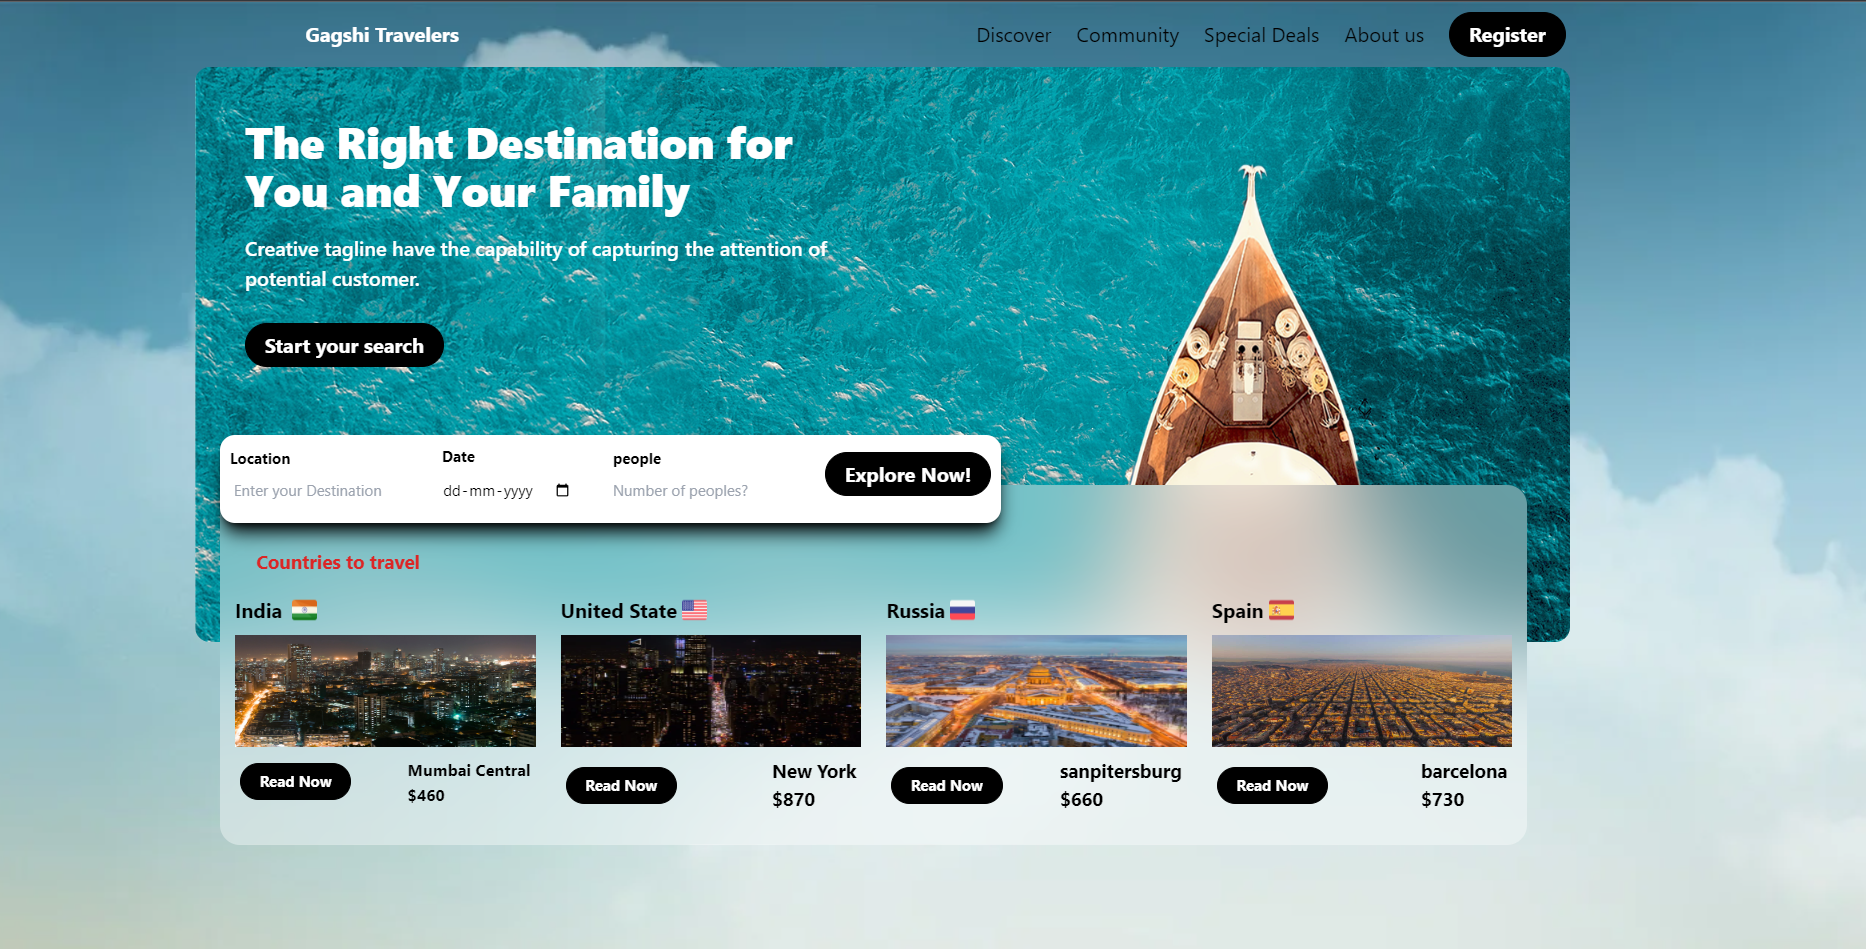 Gagshi Travelers
Discover Community Special Deals About us Register
The Right Destination for
You and Your Family
Creative tagline have the capability of capturing the attention of
potential customer.
Start your search
Location Date people
Enter your Destination dd-mm-yyyy Number of peoples?
Explore Now!
Countries to travel
India United State Russia Spain
Read Now
Mumbai Central
$460
Read Now
New York
$870
Read Now
sanpitersburg
$660
Read Now
barcelona
$730